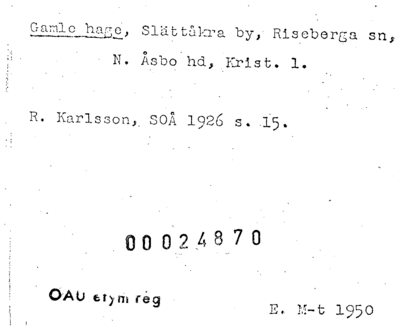 Gamle hage, Slättåkra by, Riseberga sn,
N. Åsbo hd, Krist. l.
R. Karlsson, SOÅ 1926 s. 15.
00024870
OAU etym reg
E. M-t 1950